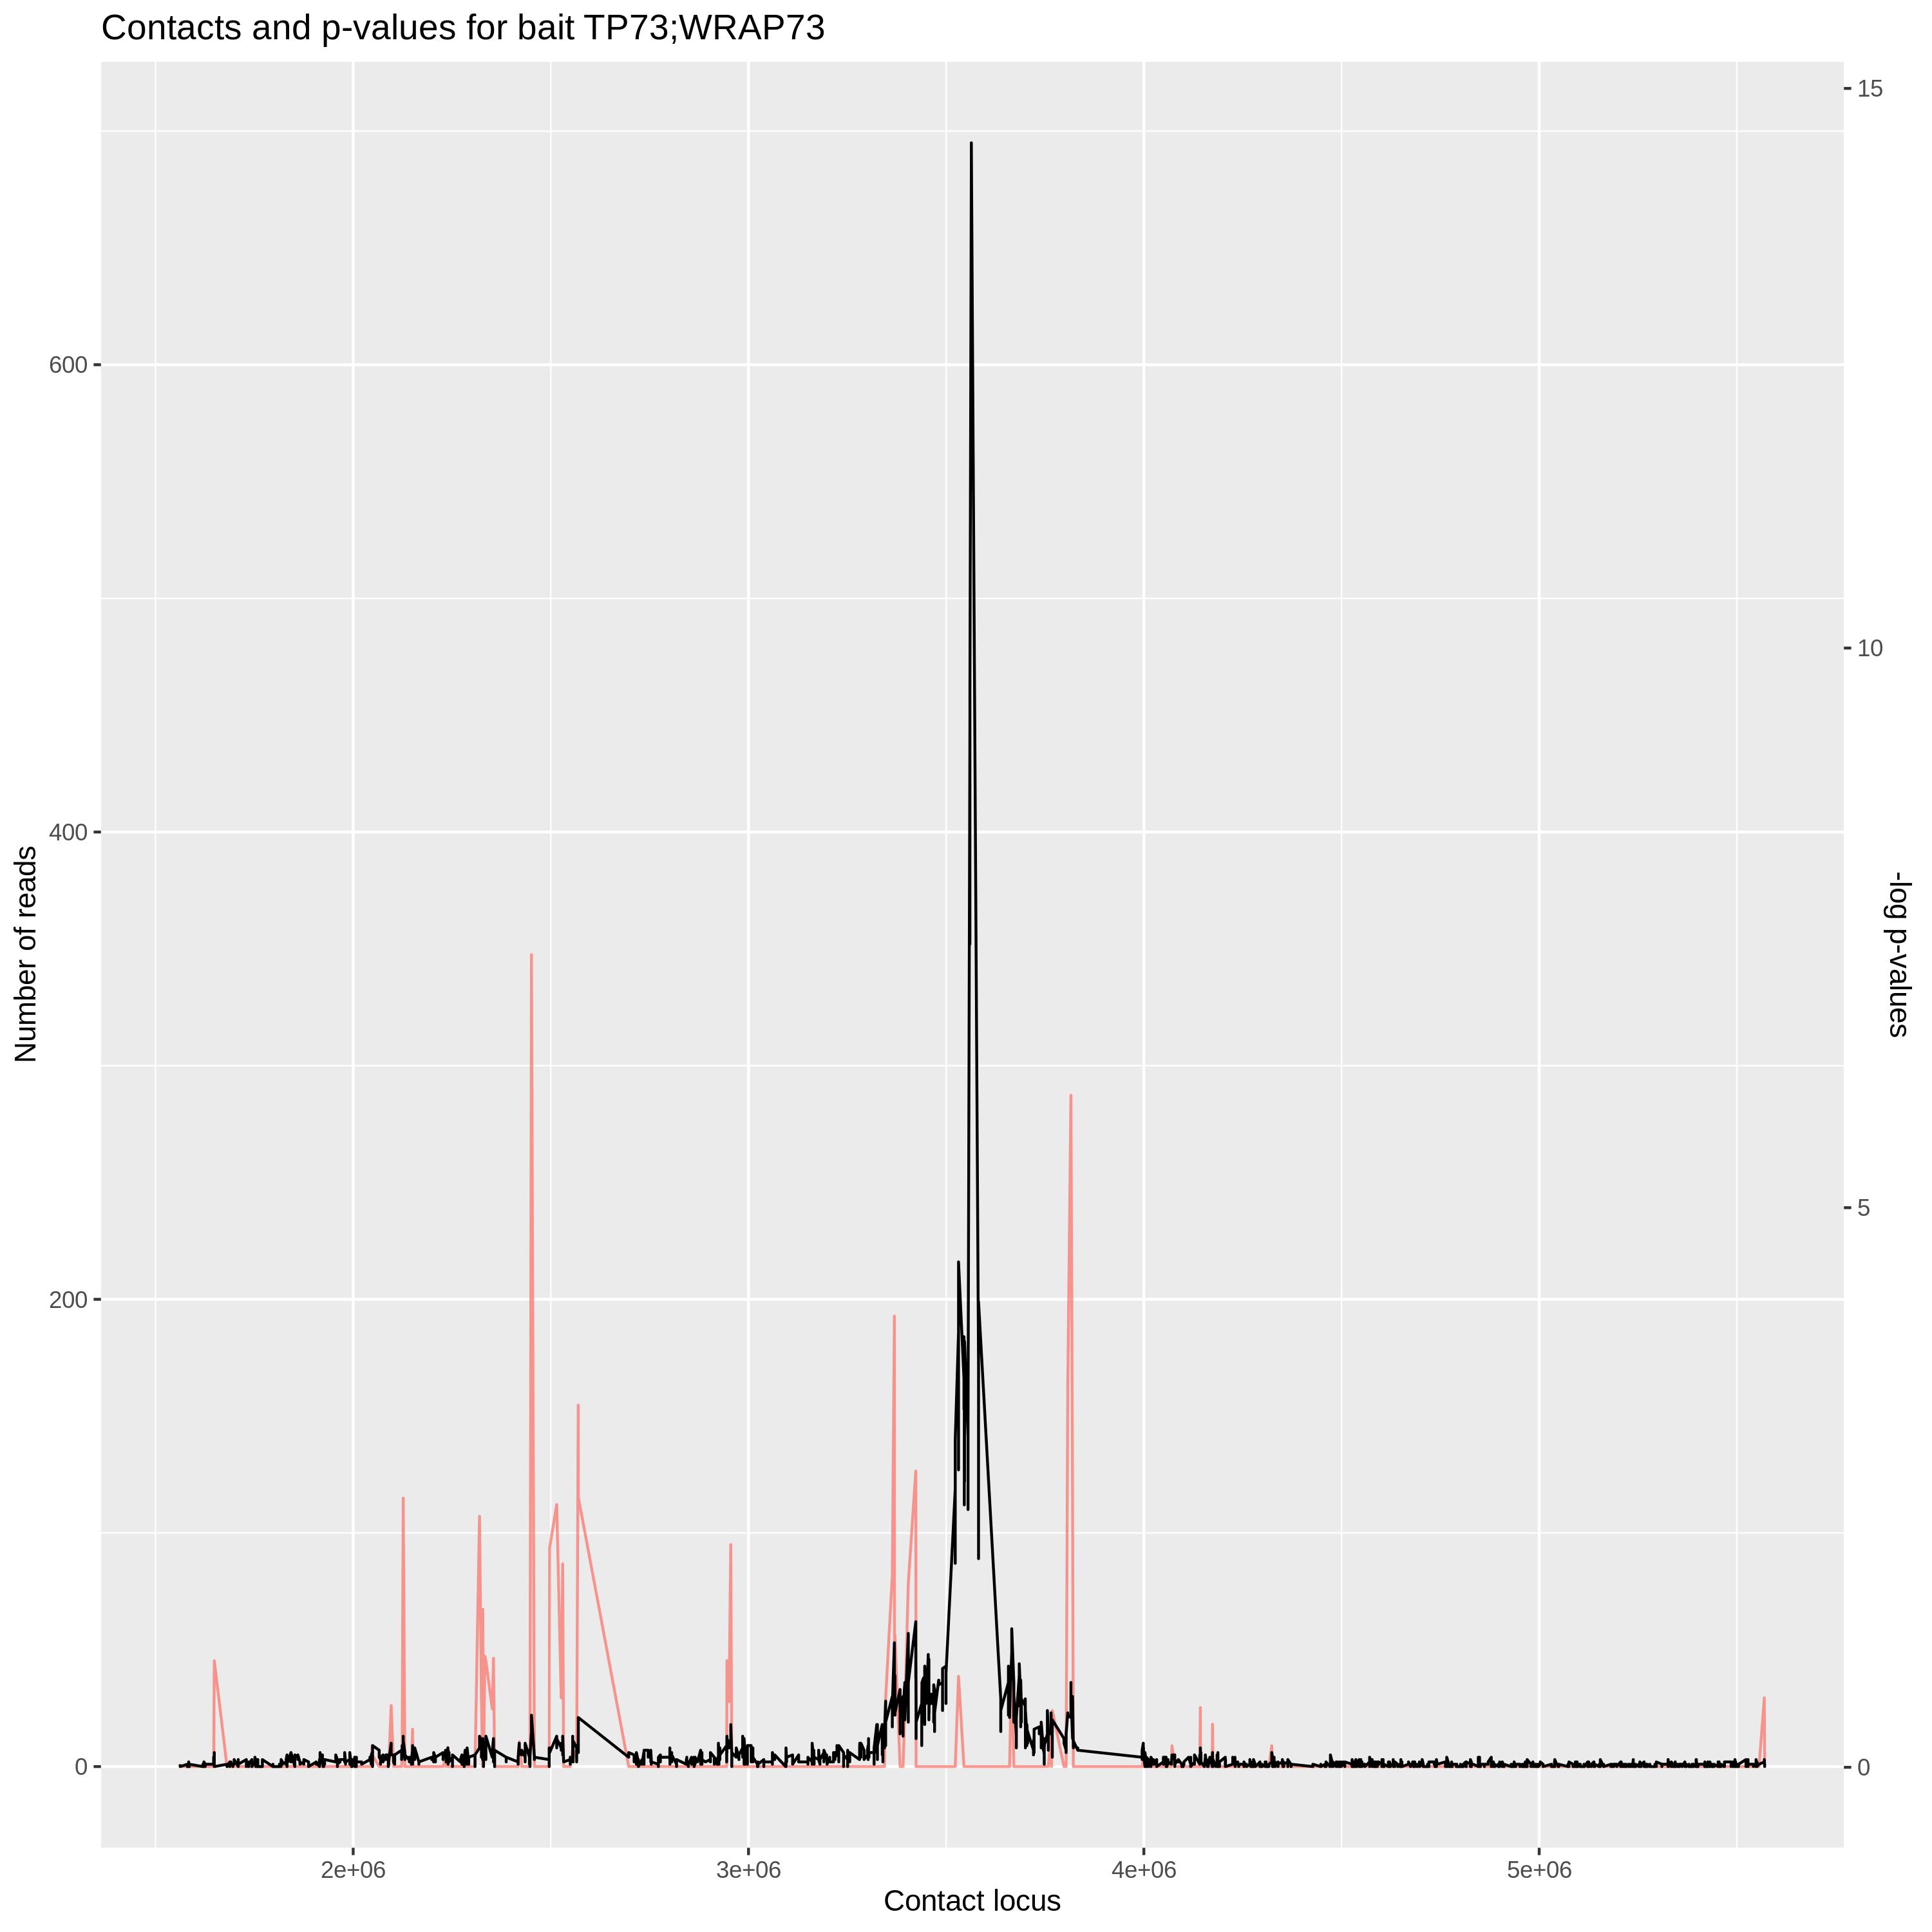 Contacts and p-values for bait TP73;WRAP73
15
600
10
400
Number of reads
-log p-values
5
200
0
0
2e+06 3e+06 4e+06 5e+06
Contact locus